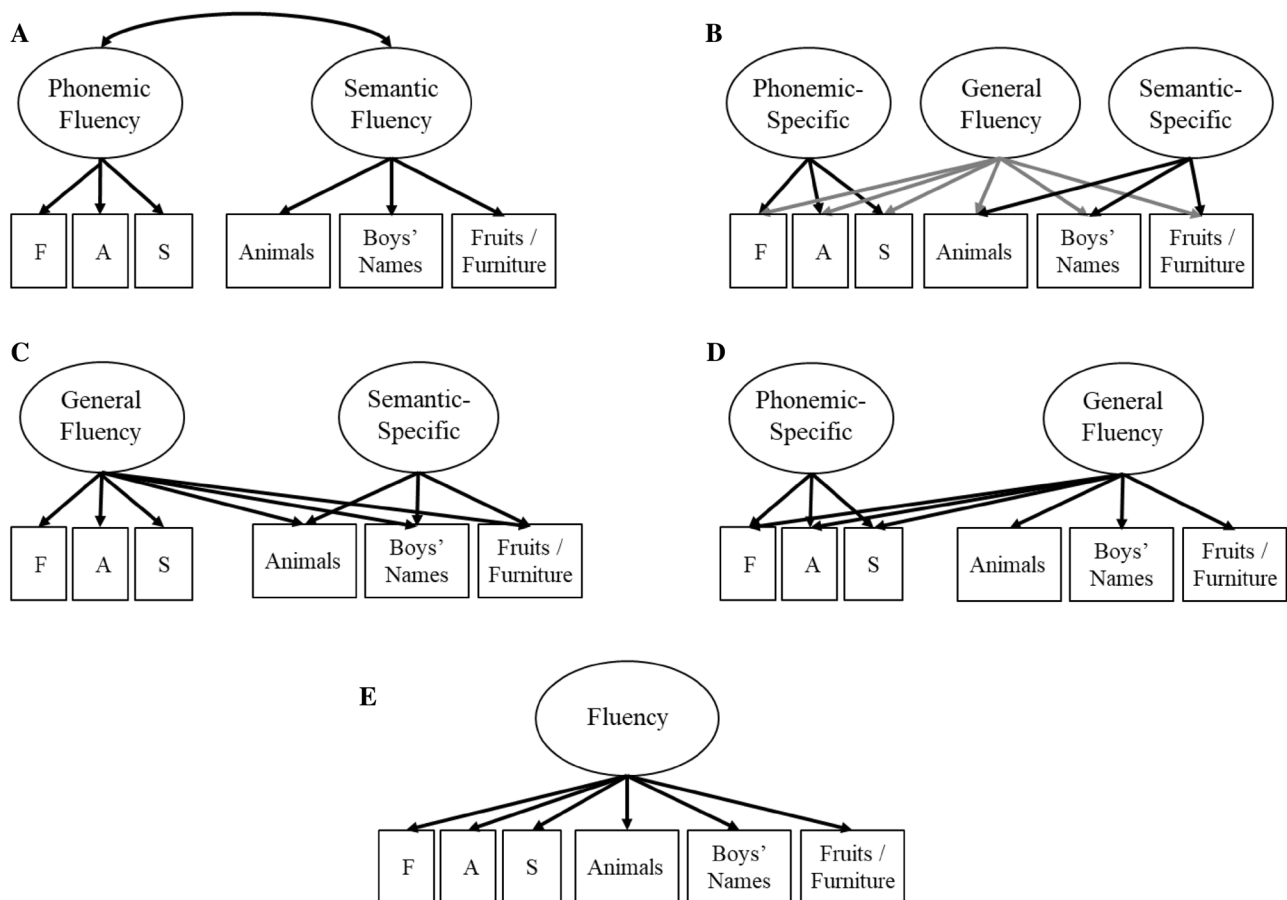 A
Phonemic
Fluency
Semantic
Fluency
F
A
S
Animals
Boys’
Names
Fruits /
Furniture
B
Phonemic-
Specific
General
Fluency
Semantic-
Specific
F
A
S
Animals
Boys’
Names
Fruits /
Furniture
C
General
Fluency
Semantic-
Specific
F
A
S
Animals
Boys’
Names
Fruits /
Furniture
D
Phonemic-
Specific
General
Fluency
F
A
S
Animals
Boys’
Names
Fruits /
Furniture
E
Fluency
F
A
S
Animals
Boys’
Names
Fruits /
Furniture